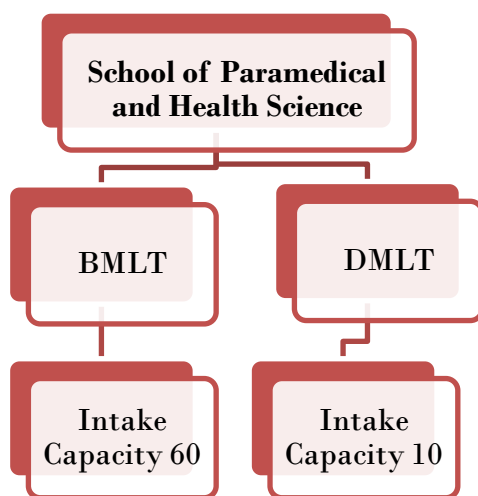 School of Paramedical
and Health Science
BMLT
DMLT
Intake
Capacity 60
Intake
Capacity 10